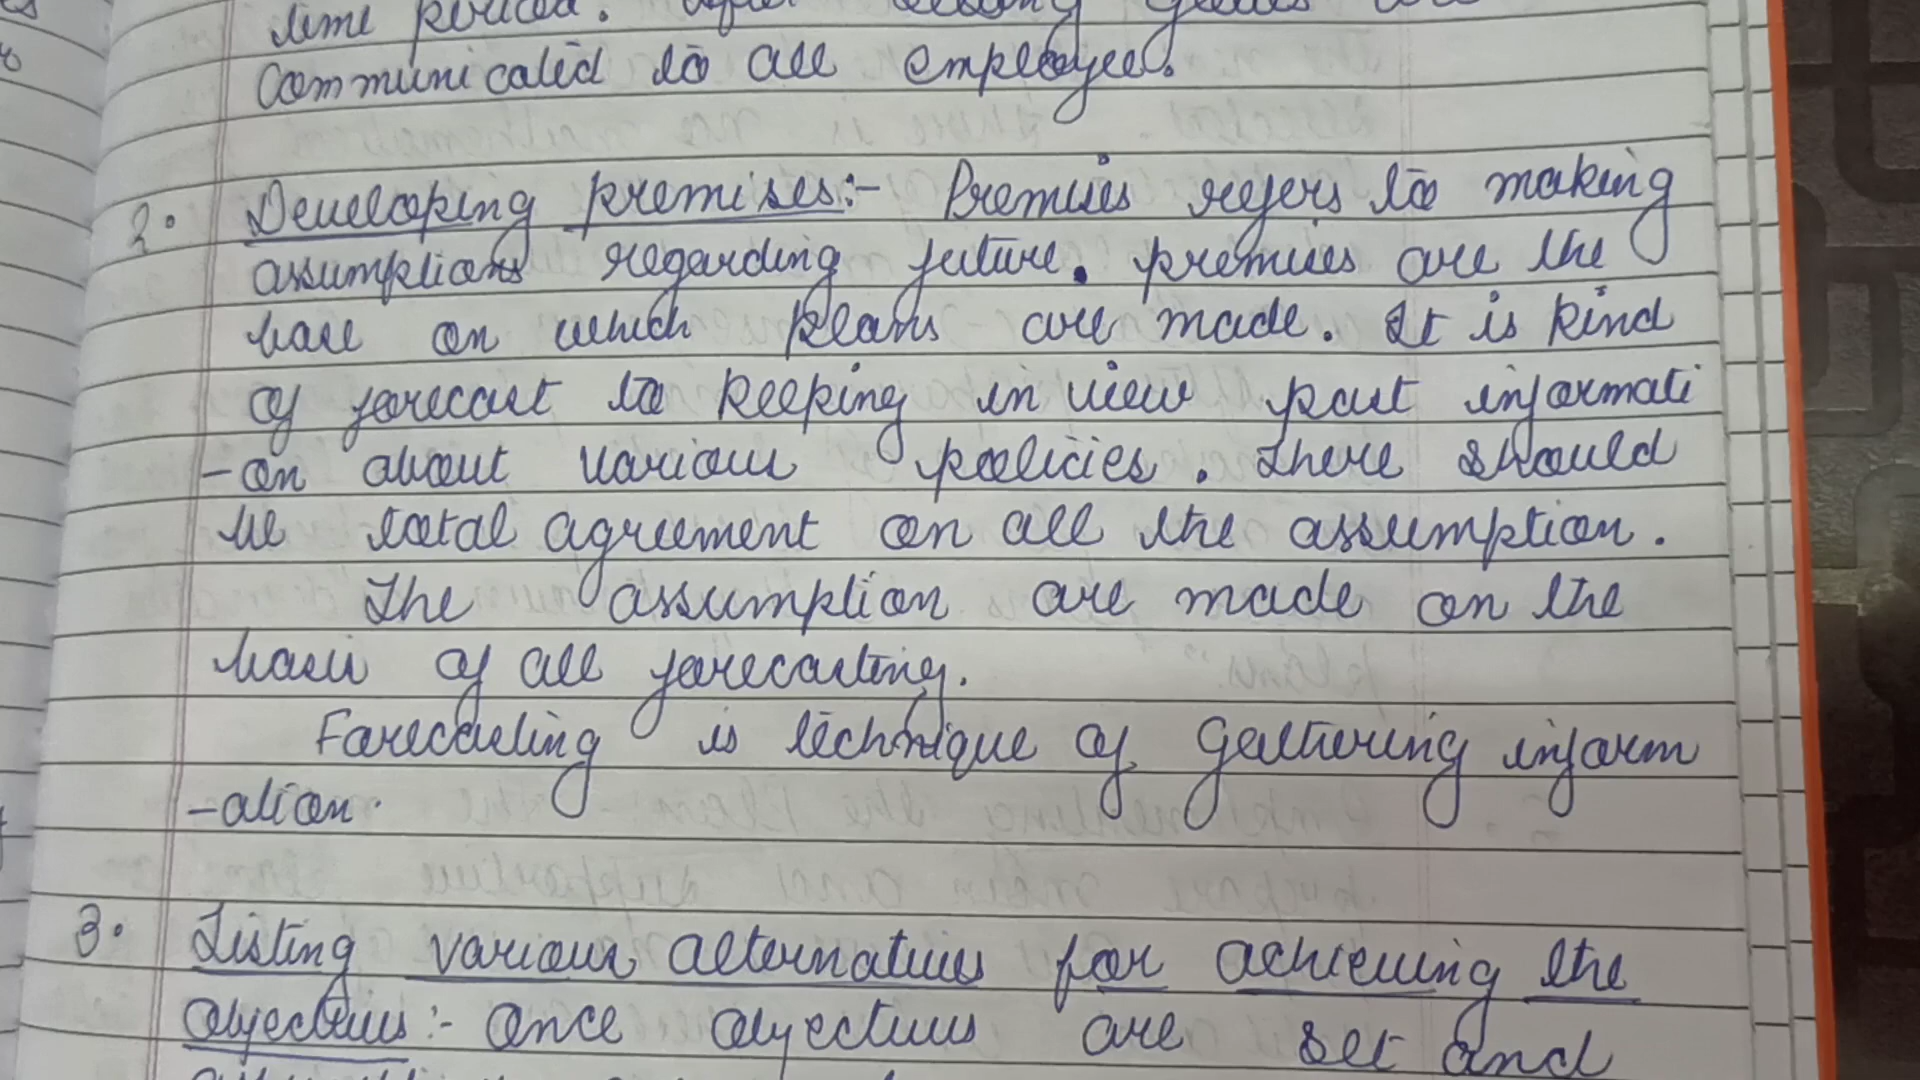 time period. After
Communicated to all employee.
2. Developing premises:- Premises refers to making
assumptions regarding future. premises are the
base on which plans are made. It is kind
of forecast to keeping in view past informati
-on about various policies. There should
be total agreement on all the assumption.
The assumption are made on the
basis of all forecasting.
Forecasting is technique of gathering inform
-ation.
3. Listing various alternatives for achieving the
objectives:- Once objectives are set and